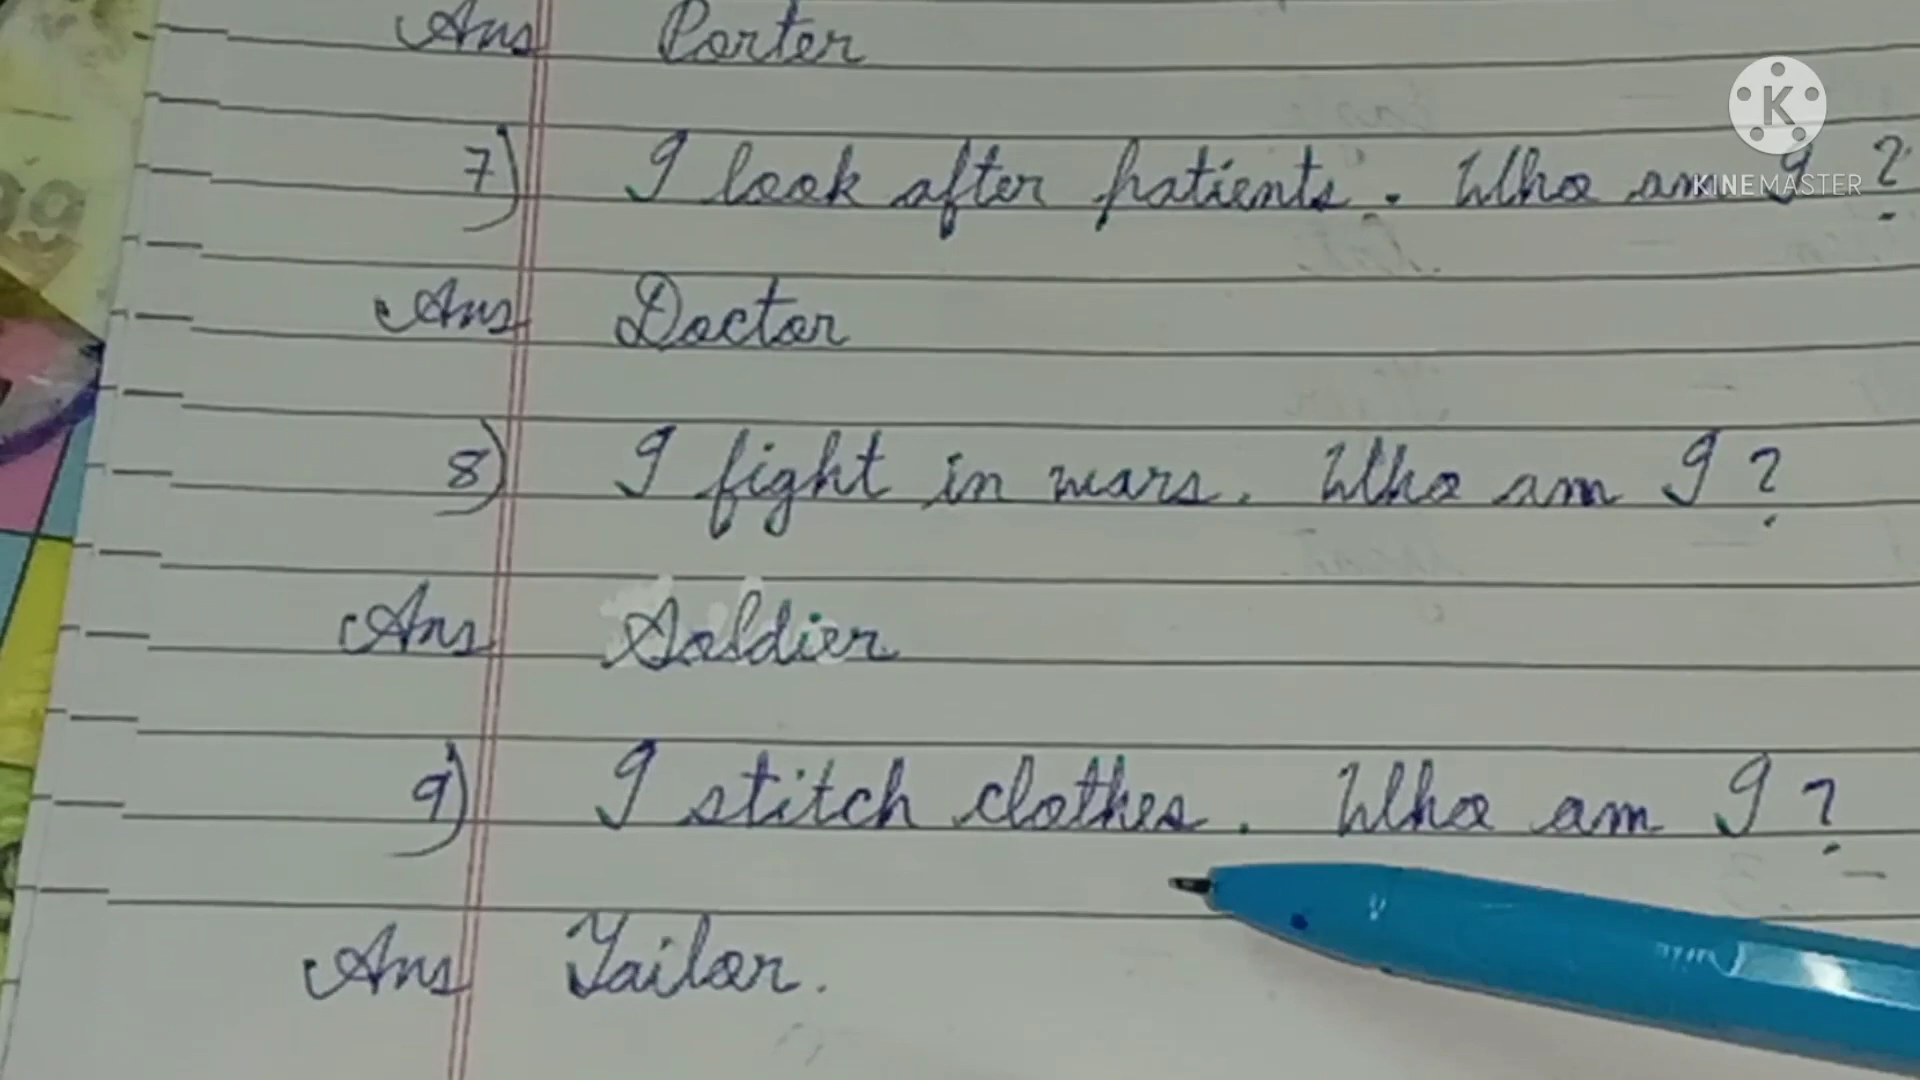 Ans Porter
7) I look after patients. Who am I ?
Ans Doctor
8) I fight in wars. Who am I ?
Ans Soldier
9) I stitch clothes. Who am I ?
Ans Tailor.
K
KINEMASTER